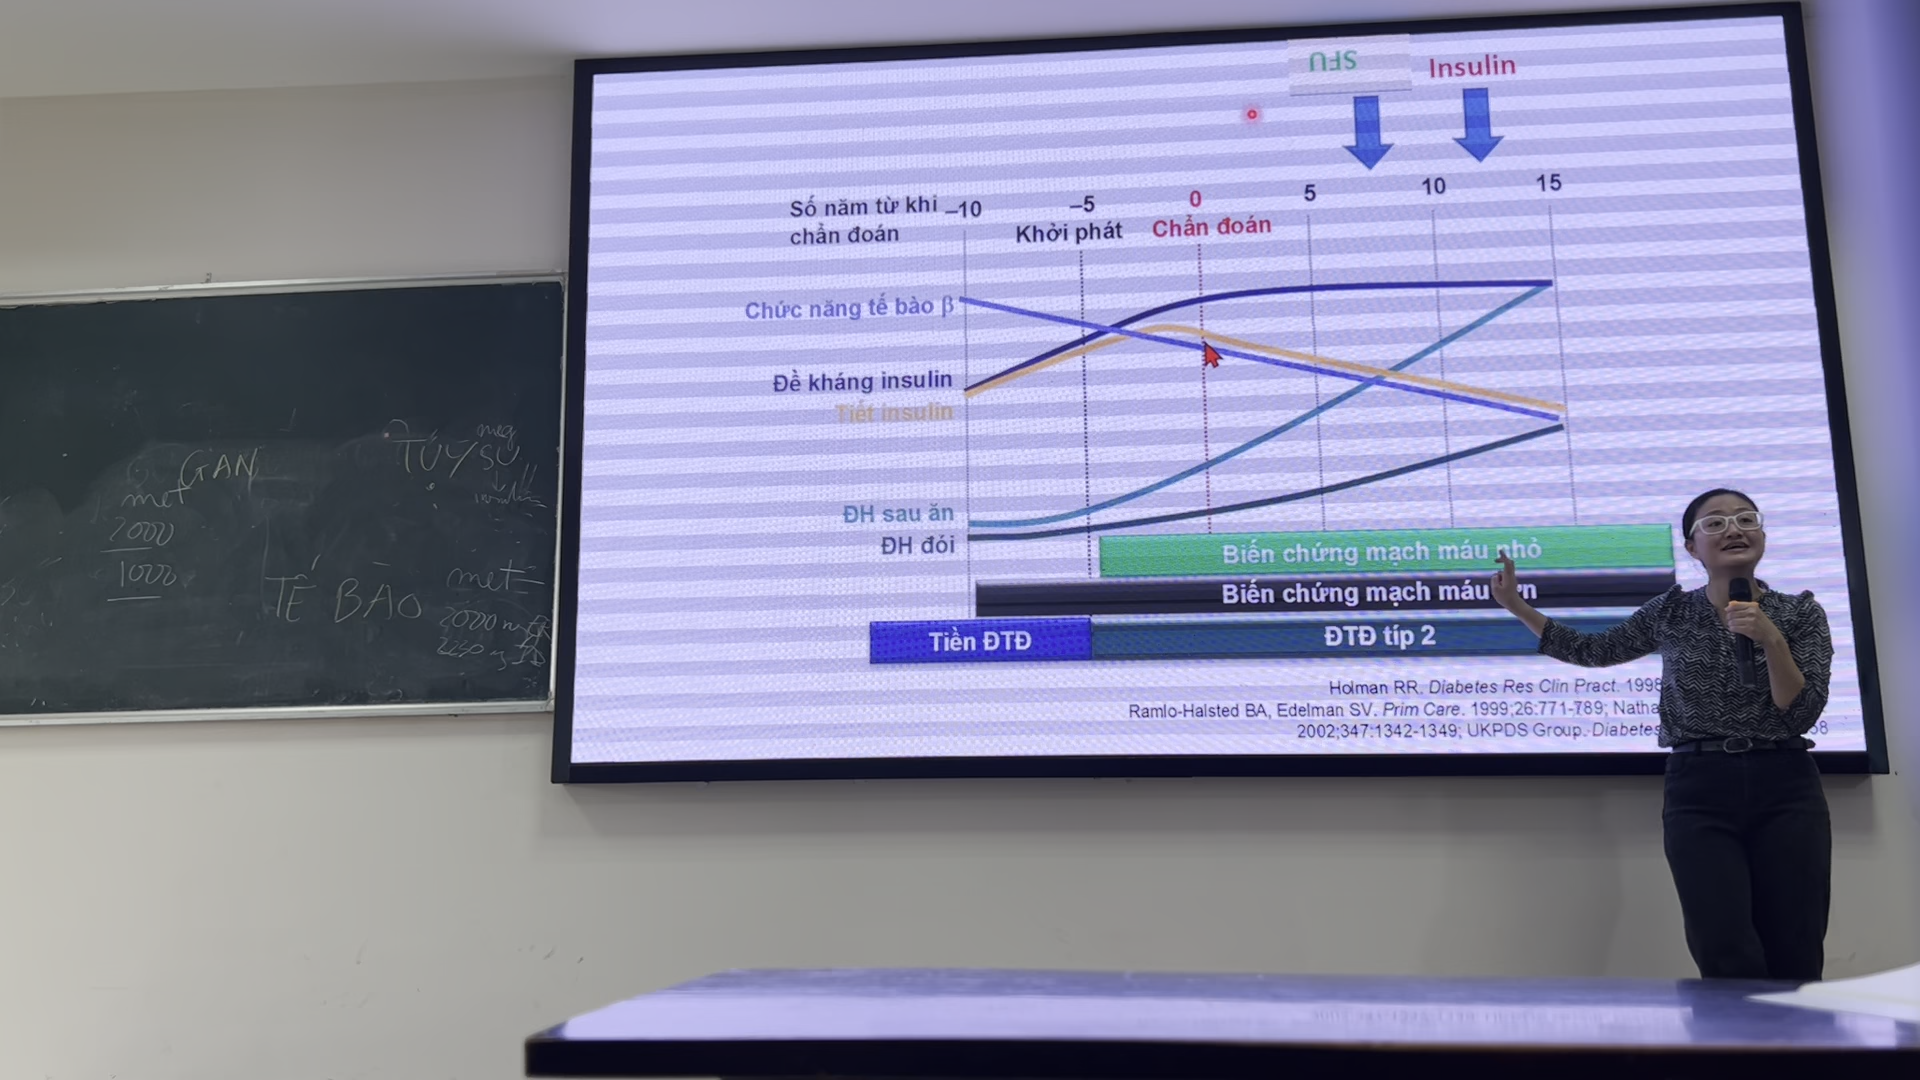 SFU
Insulin
Số năm từ khi
chẩn đoán
–10
–5
0
5
10
15
Khởi phát
Chẩn đoán
Chức năng tế bào β
Đề kháng insulin
Tiết insulin
ĐH sau ăn
ĐH đói
Biến chứng mạch máu nhỏ
Biến chứng mạch máu
Tiền ĐTĐ
ĐTĐ típ 2
Holman RR. Diabetes Res Clin Pract. 1998
Ramlo-Halsted BA, Edelman SV. Prim Care. 1999;26:771-789;
2002;347:1342-1349; UKPDS Group. Diabetes
GAN
met
2000
1000
TỤY
SU
TẾ BÀO
met
2000